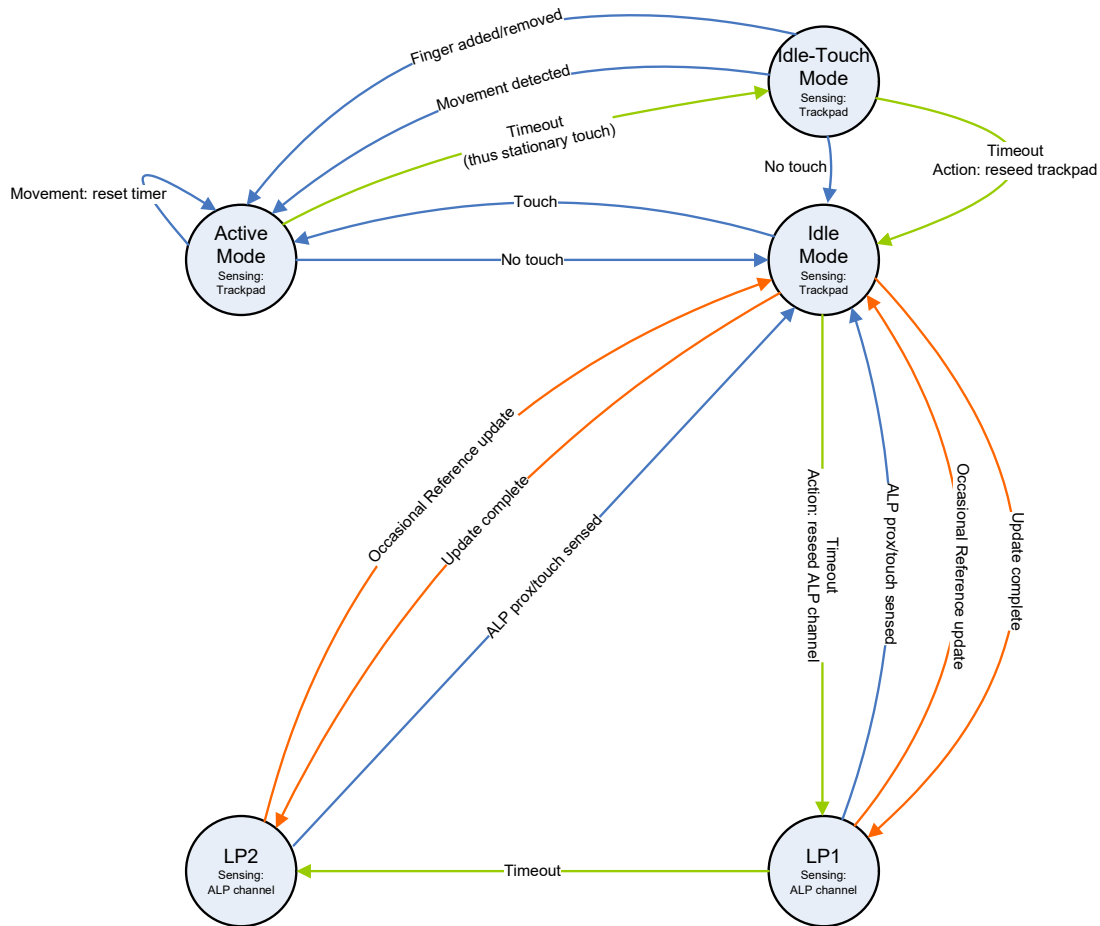 Finger added/removed
Idle-Touch
Mode
Sensing:
Trackpad
Movement detected
Timeout
(thus stationary touch)
Timeout
Action: reseed trackpad
No touch
Movement: reset timer
Touch
Active
Mode
Sensing:
Trackpad
Idle
Mode
Sensing:
Trackpad
No touch
Occasional Reference update
Update complete
ALP prox/touch sensed
Timeout
Action: reseed ALP channel
ALP prox/touch sensed
Occasional Reference update
Update complete
LP2
Sensing:
ALP channel
Timeout
LP1
Sensing:
ALP channel